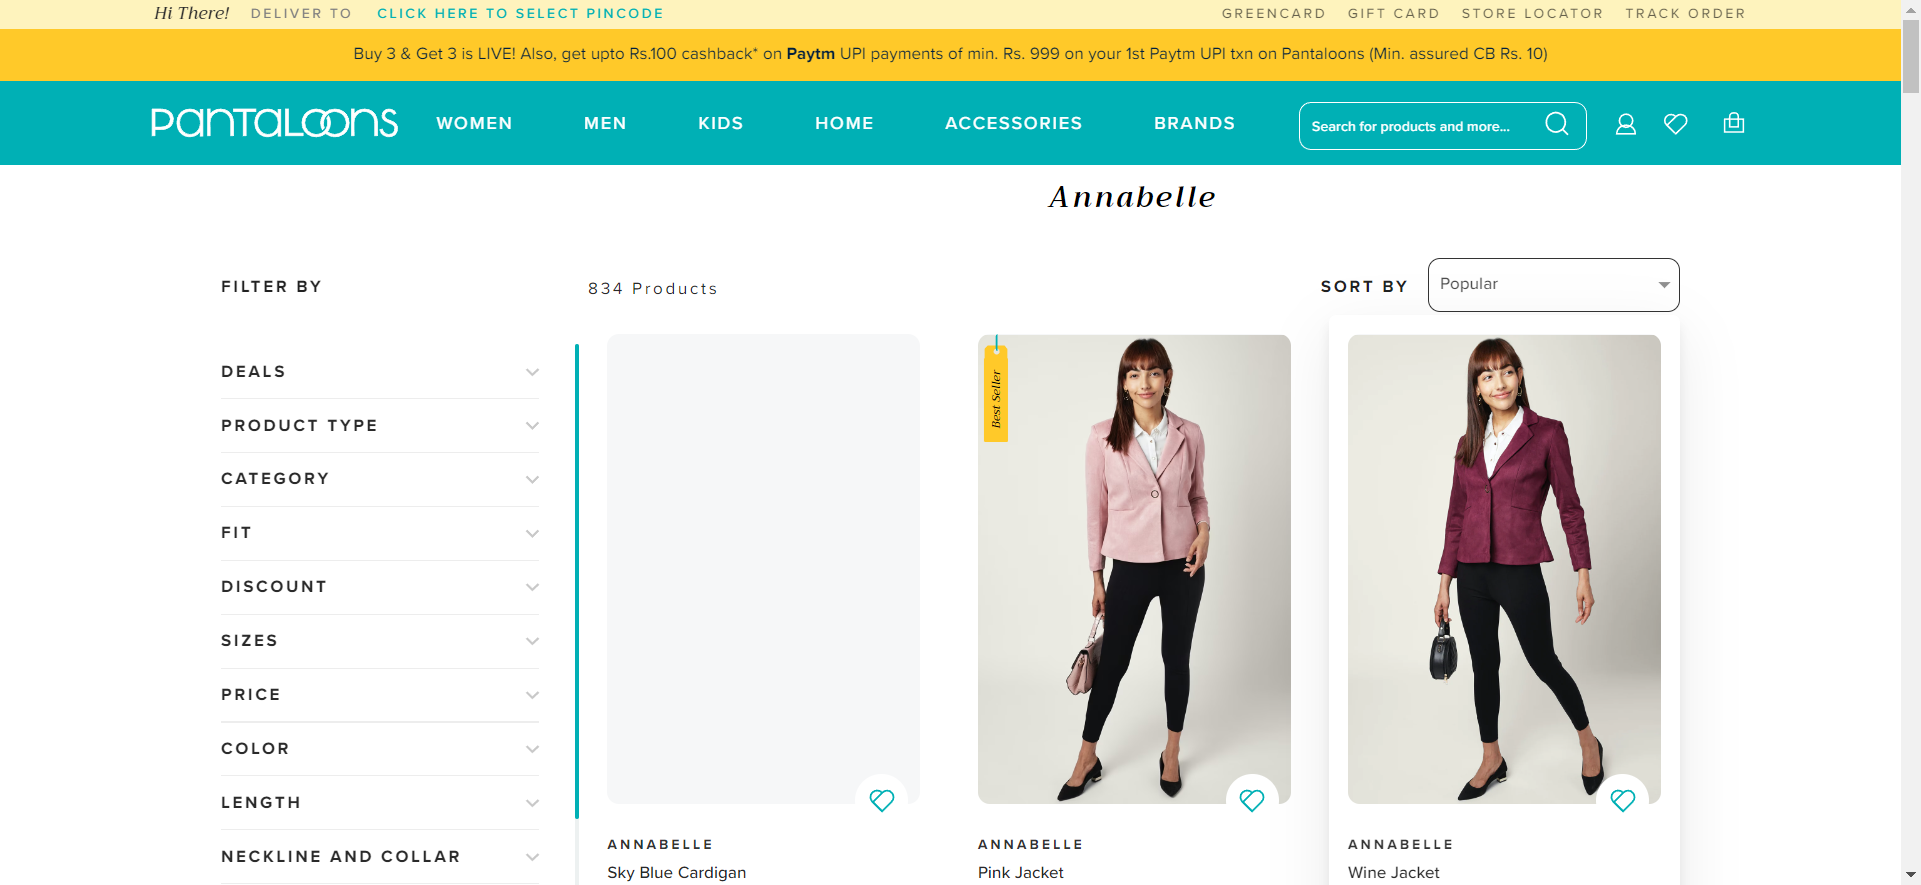 Hi There! DELIVER TO CLICK HERE TO SELECT PINCODE GREENCARD GIFT CARD STORE LOCATOR TRACK ORDER
Buy 3 & Get 3 is LIVE! Also, get upto Rs.100 cashback* on Paytm UPI payments of min. Rs. 999 on your 1st Paytm UPI txn on Pantaloons (Min. assured CB Rs. 10)
PANTALOONS WOMEN MEN KIDS HOME ACCESSORIES BRANDS Search for products and more...
Annabelle
FILTER BY 834 Products SORT BY Popular
DEALS
PRODUCT TYPE
CATEGORY
FIT
DISCOUNT
SIZES
PRICE
COLOR
LENGTH
NECKLINE AND COLLAR
Best Seller
ANNABELLE
Sky Blue Cardigan
ANNABELLE
Pink Jacket
ANNABELLE
Wine Jacket